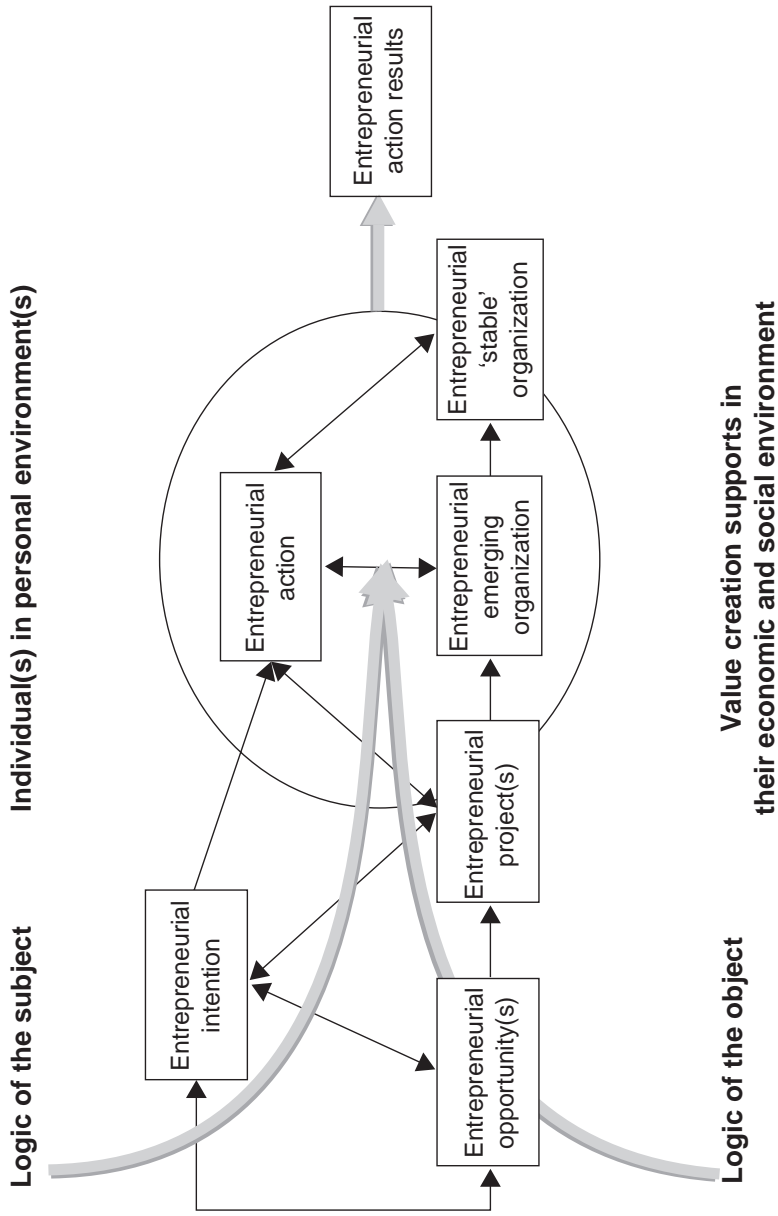 Logic of the subject
Individual(s) in personal environment(s)
Entrepreneurial
intention
Entrepreneurial
action
Entrepreneurial
action results
Entrepreneurial
opportunity(s)
Entrepreneurial
project(s)
Entrepreneurial
emerging
organization
Entrepreneurial
‘stable’
organization
Logic of the object
Value creation supports in
their economic and social environment